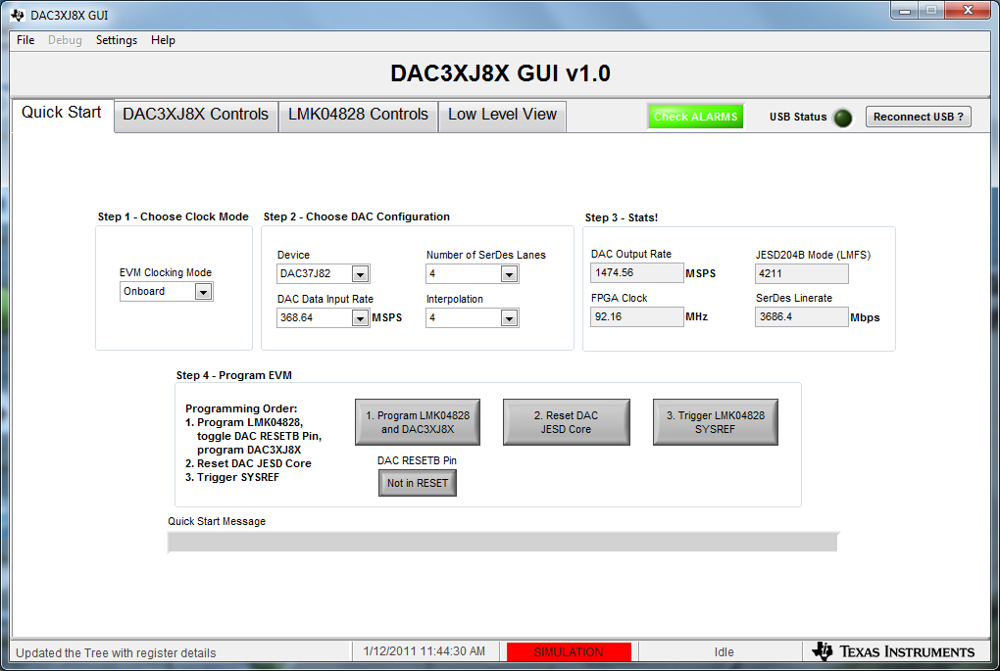 DAC3XJ8X GUI
File Debug Settings Help
DAC3XJ8X GUI v1.0
Quick Start DAC3XJ8X Controls LMK04828 Controls Low Level View Check ALARMS USB Status Reconnect USB ?
Step 1 - Choose Clock Mode
EVM Clocking Mode
Onboard
Step 2 - Choose DAC Configuration
Device Number of SerDes Lanes
DAC37J82 4
DAC Data Input Rate Interpolation
368.64 MSPS 4
Step 3 - Stats!
DAC Output Rate JESD204B Mode (LMFS)
1474.56 MSPS 4211
FPGA Clock SerDes Linerate
92.16 MHz 3686.4 Mbps
Step 4 - Program EVM
Programming Order:
1. Program LMK04828,
toggle DAC RESETB Pin,
program DAC3XJ8X
2. Reset DAC JESD Core
3. Trigger SYSREF
1. Program LMK04828
and DAC3XJ8X
2. Reset DAC
JESD Core
3. Trigger LMK04828
SYSREF
DAC RESETB Pin
Not in RESET
Quick Start Message
Updated the Tree with register details 1/12/2011 11:44:30 AM SIMULATION Idle TEXAS INSTRUMENTS